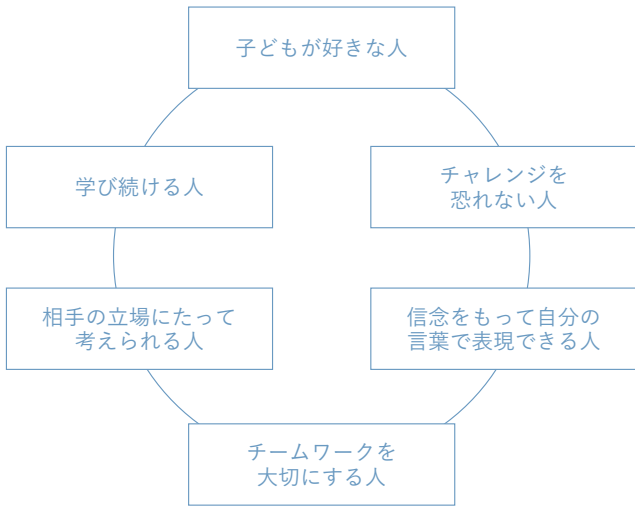 子どもが好きな人
学び続ける人
チャレンジを
恐れない人
相手の立場にたって
考えられる人
信念をもって自分の
言葉で表現できる人
チームワークを
大切にする人